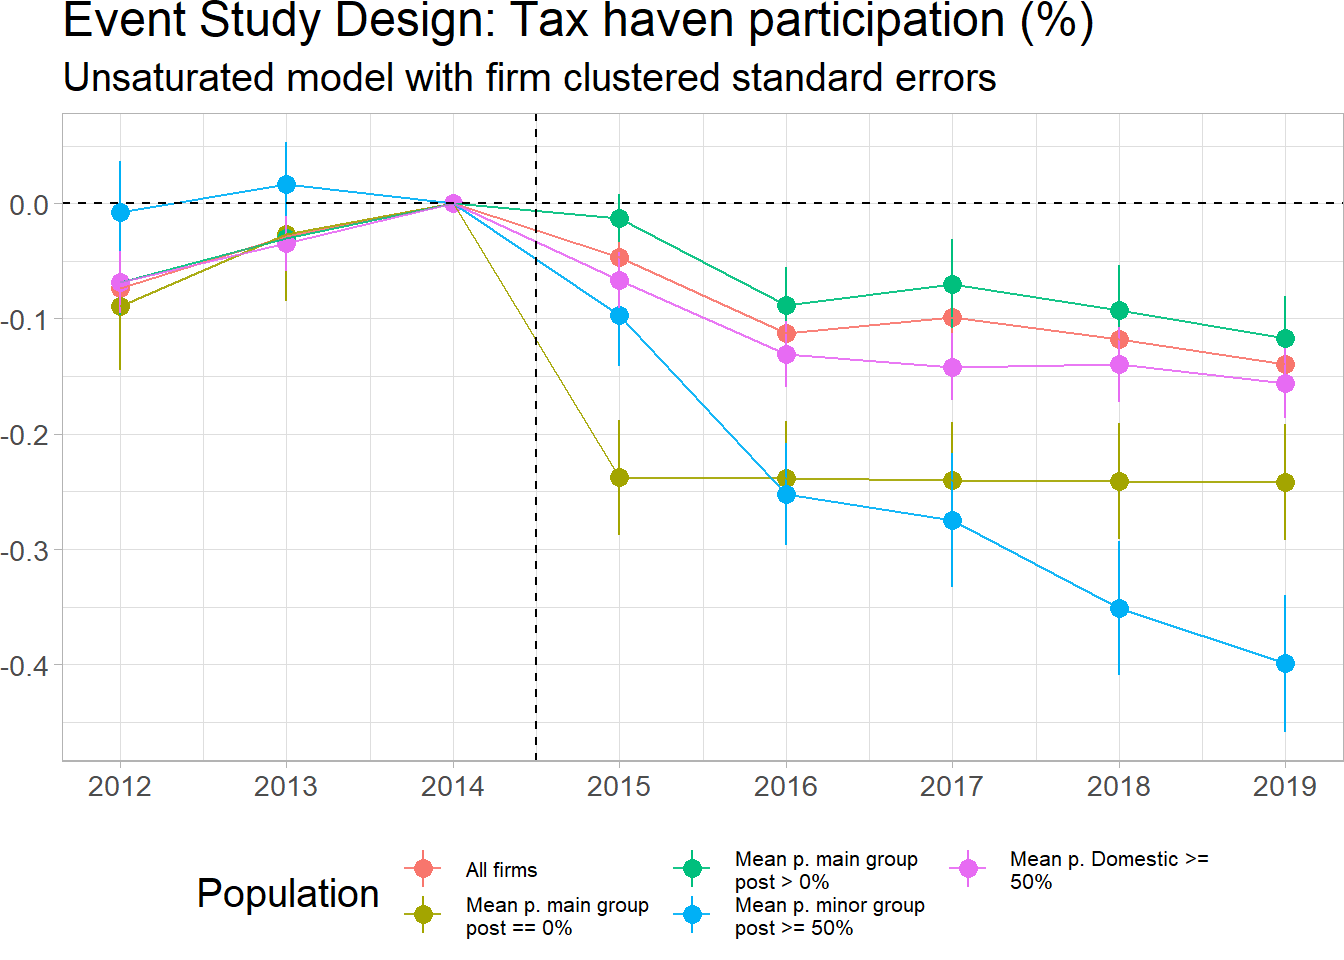 Event Study Design: Tax haven participation (%)
Unsaturated model with firm clustered standard errors
0.0
-0.1
-0.2
-0.3
-0.4
2012 2013 2014 2015 2016 2017 2018 2019
Population
All firms
Mean p. main group
post == 0%
Mean p. main group
post > 0%
Mean p. minor group
post >= 50%
Mean p. Domestic >=
50%